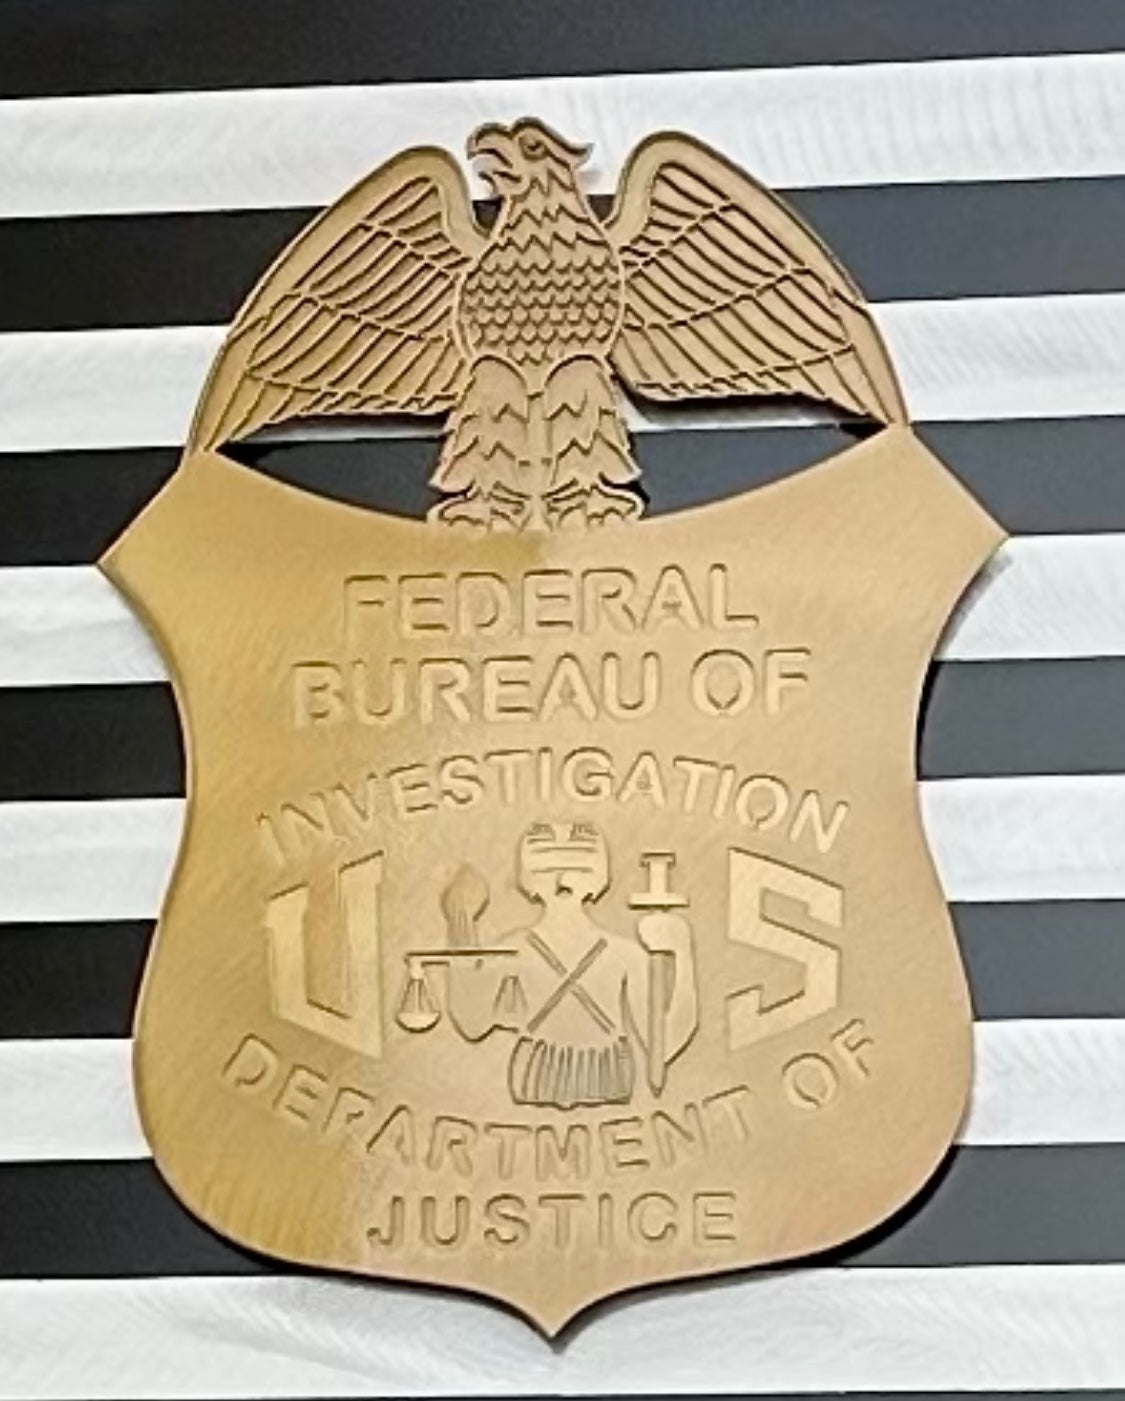 FEDERAL
BUREAU OF
INVESTIGATION
U S
DEPARTMENT OF
JUSTICE